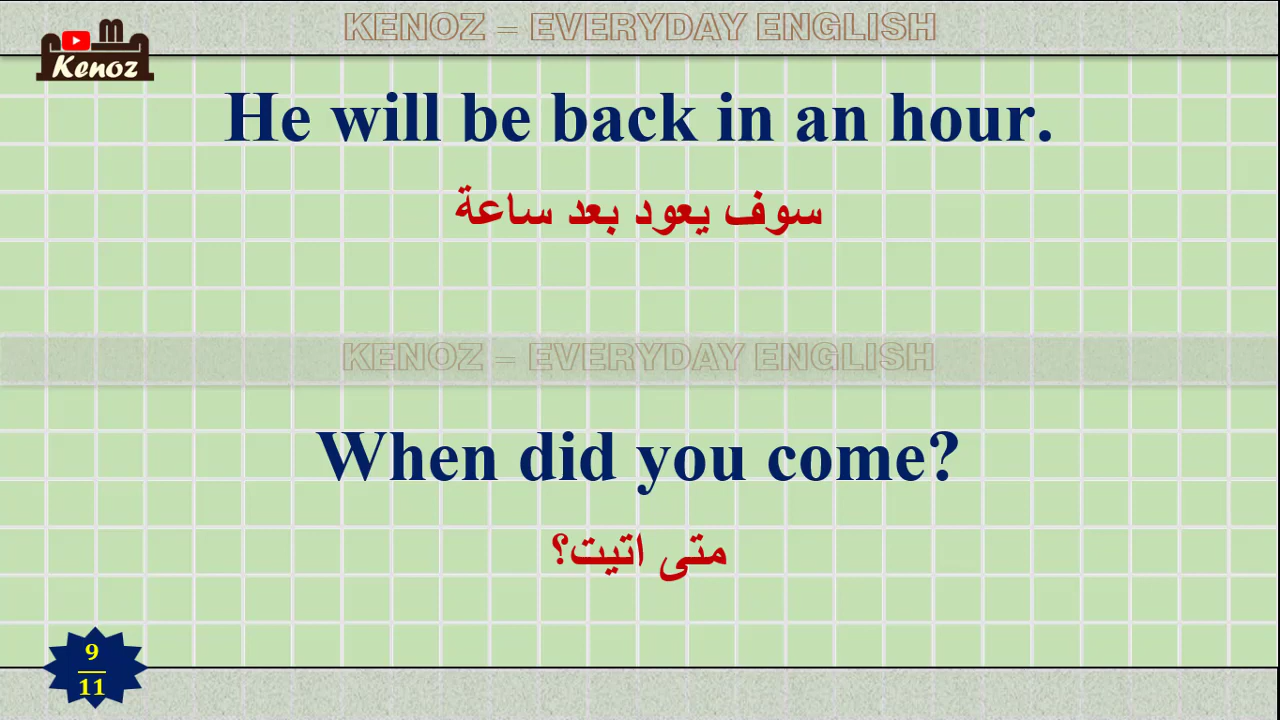 KENOZ – EVERYDAY ENGLISH
Kenoz
He will be back in an hour.
سوف يعود بعد ساعة
KENOZ – EVERYDAY ENGLISH
When did you come?
متى اتيت؟
9
11